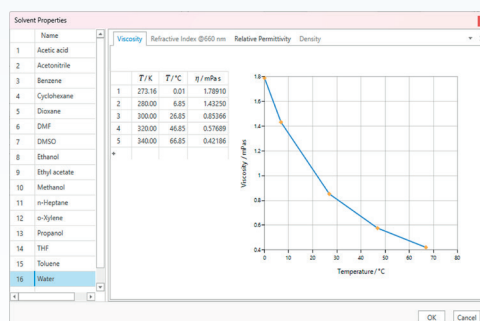 Solvent Properties
Name
1 Acetic acid
2 Acetonitrile
3 Benzene
4 Cyclohexane
5 Dioxane
6 DMF
7 DMSO
8 Ethanol
9 Ethyl acetate
10 Methanol
11 n-Heptane
12 o-Xylene
13 Propanol
14 THF
15 Toluene
16 Water
Viscosity Refractive Index @660 nm Relative Permittivity Density
T/K T/°C η/mPas
1 273.16 0.01 1.78910
2 280.00 6.85 1.43250
3 300.00 26.85 0.85366
4 320.00 46.85 0.57689
5 340.00 66.85 0.42186
+
Viscosity/mPas
1.8
1.6
1.4
1.2
1
0.8
0.6
0.4
0 10 20 30 40 50 60 70 80
Temperature/°C
OK Cancel